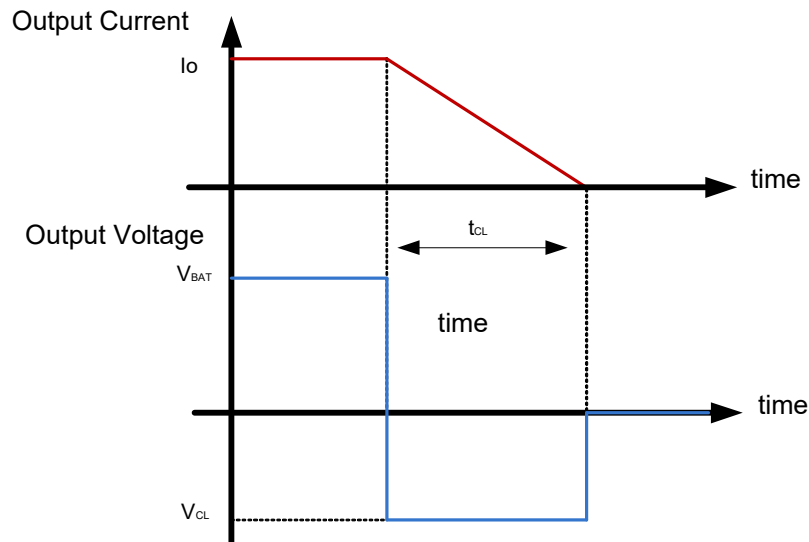 Output Current
Io
time
Output Voltage
tCL
VBAT
time
time
VCL